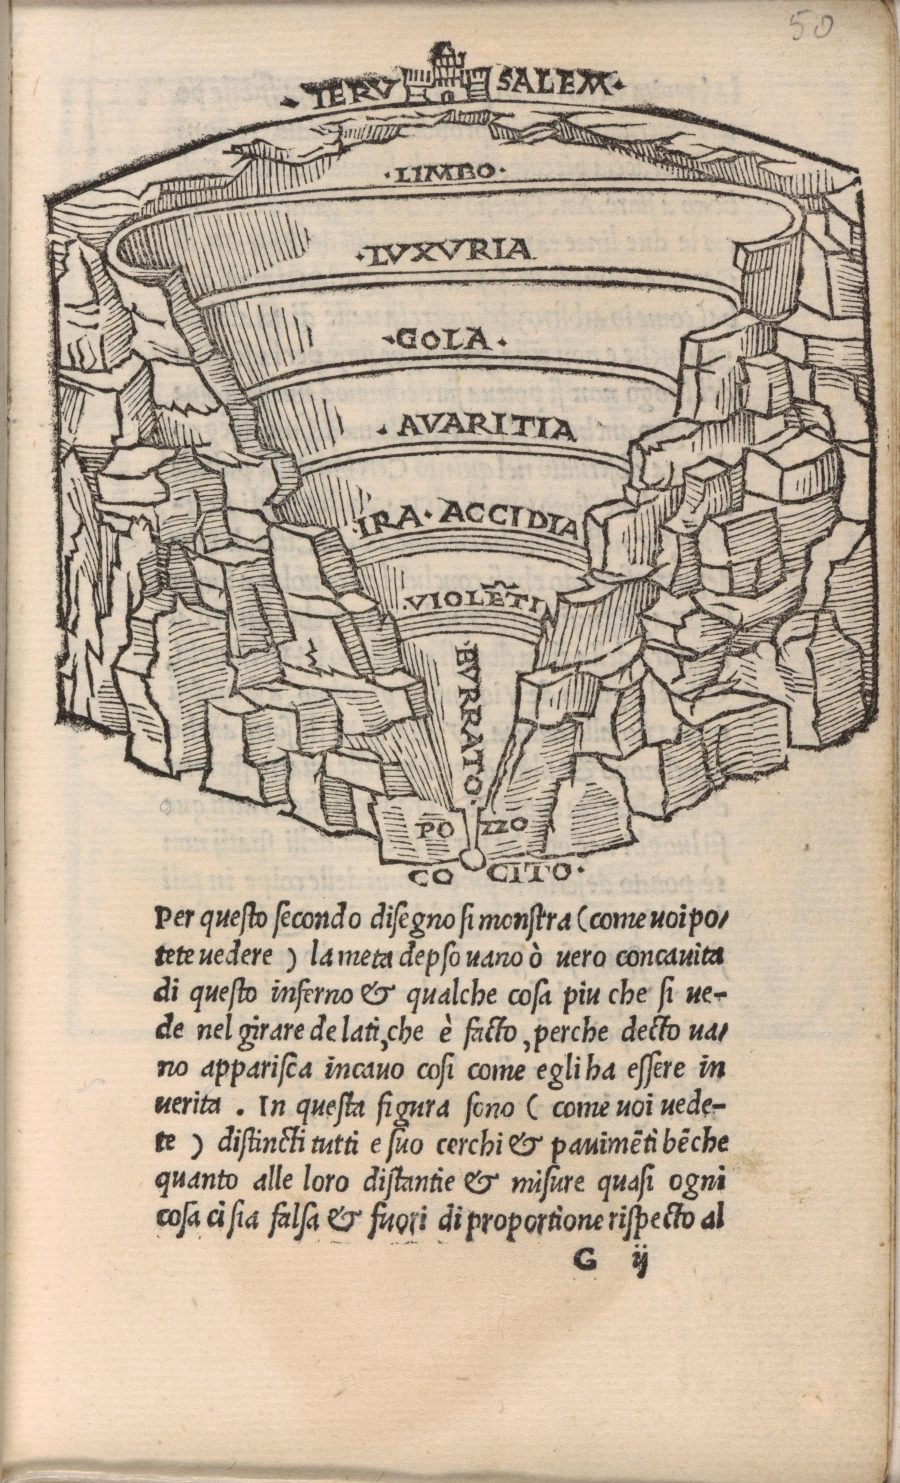 50
IERV SALEM·
·LIMBO·
·LVXVRIA
·GOLA·
·AVARITIA
·IRA·ACCIDIA
·VIOLĒTI
BVRRATO·
PO ZZO
CO CITO·
Per queſto ſecondo diſegno ſi monſtra (come uoi po/
tete uedere ) la meta depſo uano ò uero concauita
di queſto inferno & qualche coſa piu che ſi ue-
de nel girare de lati, che è facto, perche decto ua/
no appariſca incauo coſi come egli ha eſſere in
uerita . In queſta figura ſono ( come uoi uede-
te ) diſtincti tutti e ſuo cerchi & pauimēti bēche
quanto alle loro diſtantie & miſure quaſi ogni
coſa ci ſia falſa & fuori di proportione riſpecto al
G ij